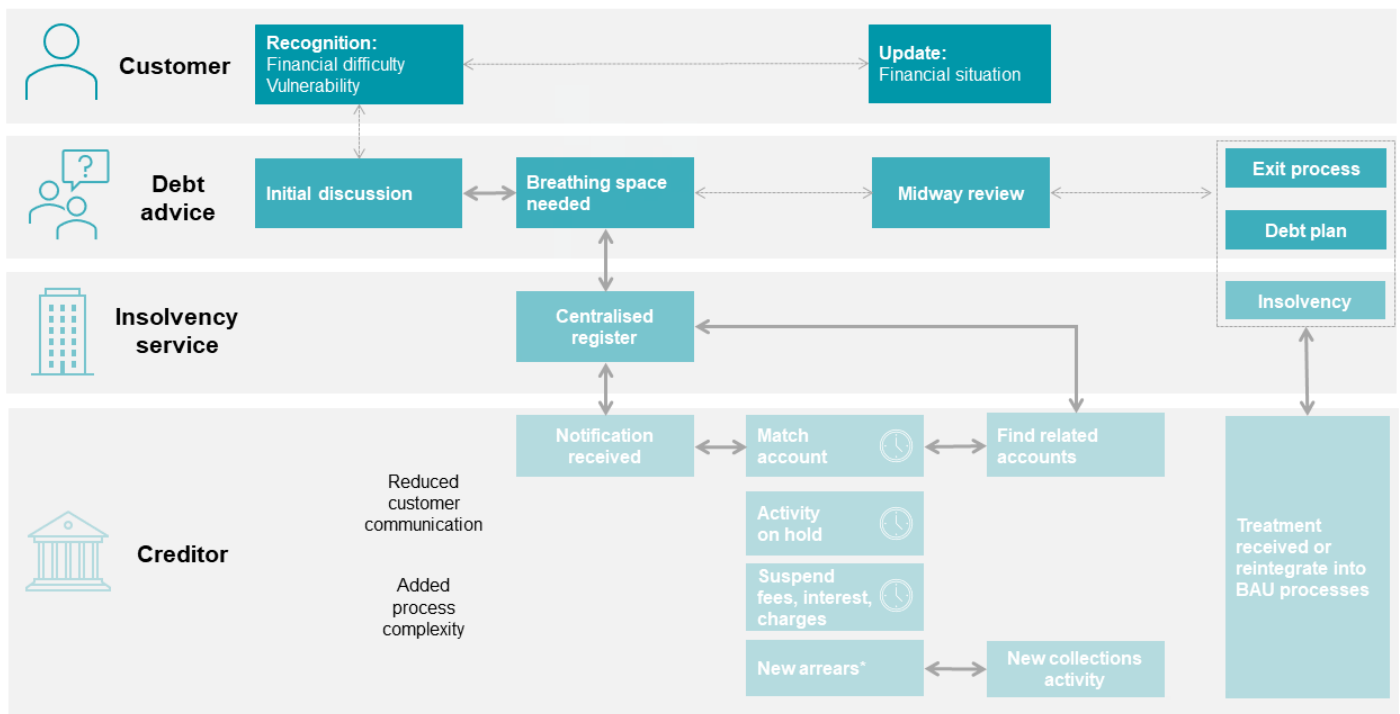 Customer
Recognition:
Financial difficulty
Vulnerability
Update:
Financial situation
?
Debt
advice
Initial discussion
Breathing space
needed
Midway review
Exit process
Debt plan
Insolvency
service
Centralised
register
Insolvency
Creditor
Reduced
customer
communication
Added
process
complexity
Notification
received
Match
account
Find related
accounts
Activity
on hold
Suspend
fees, interest,
charges
New arrears*
New collections
activity
Treatment
received or
reintegrate into
BAU processes